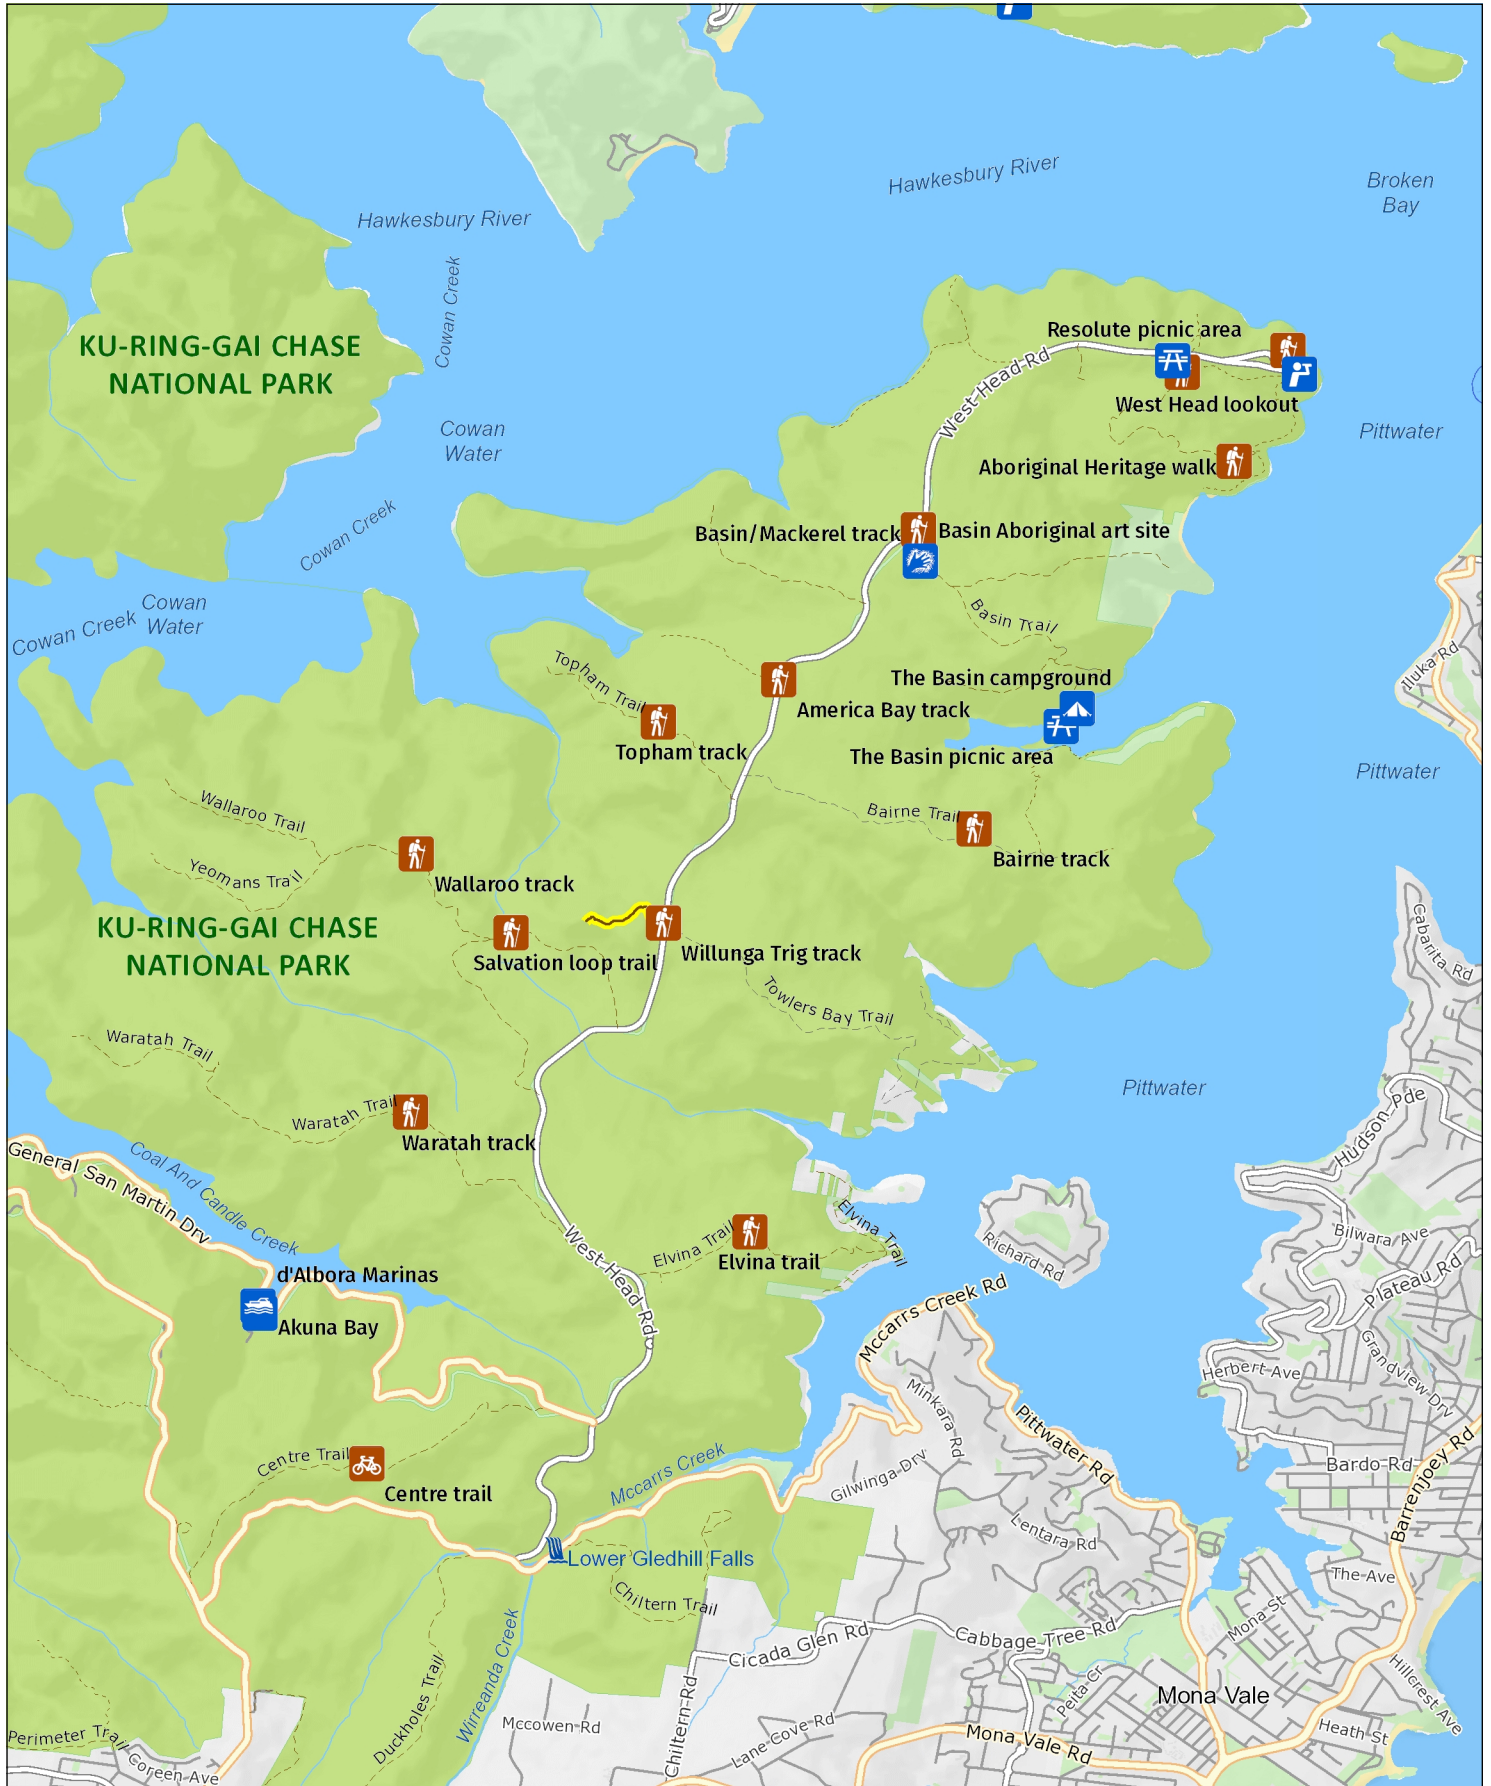 Hawkesbury River
Broken
Bay
Hawkesbury River
Cowan Creek
KU-RING-GAI CHASE
NATIONAL PARK
Resolute picnic area
West Head Rd
West Head lookout
Cowan
Water
Pittwater
Aboriginal Heritage walk
Cowan Creek
Basin/Mackerel track
Basin Aboriginal art site
Cowan
Water
Cowan Creek
Basin Trail
Iluka Rd
Topham Trail
The Basin campground
America Bay track
Topham track
The Basin picnic area
Pittwater
Wallaroo Trail
Bairne Trail
Bairne track
Yeomans Trail
Wallaroo track
KU-RING-GAI CHASE
NATIONAL PARK
Salvation loop trail
Willunga Trig track
Cabarita Rd
Towlers Bay Trail
Waratah Trail
Pittwater
Waratah Trail
Waratah track
Hudson Pde
General San Martin Drv
Coal And Candle Creek
Elvina Trail
Elvina Trail
Elvina trail
Richard Rd
Bilwara Ave
Plateau Rd
West Head Rd
d'Albora Marinas
Akuna Bay
Mccarrs Creek Rd
Herbert Ave
Grandview Drv
Minkara Rd
Pittwater Rd
Centre Trail
Centre trail
Mccarrs Creek
Gilwinga Drv
Bardo Rd
Barrenjoey Rd
Lentara Rd
Lower Gledhill Falls
The Ave
Chiltern Trail
Mona St
Cicada Glen Rd
Cabbage Tree Rd
Wirreanda Creek
Duckholes Trail
Peita Cr
Mona Vale
Hillcrest Ave
Chiltern Rd
Mccowen Rd
Lane Cove Rd
Mona Vale Rd
Heath St
Perimeter Trail
Coreen Ave